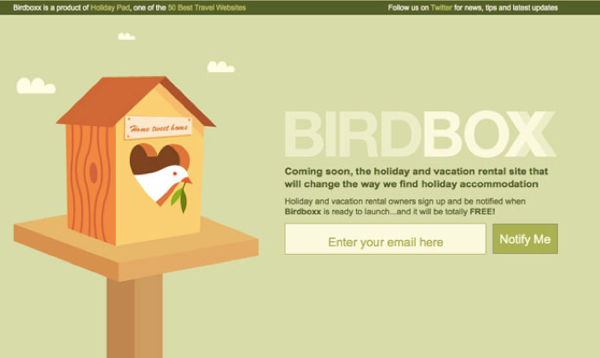 Birdboxx is a product of Holiday Pad, one of the 50 Best Travel Websites
Follow us on Twitter for news, tips and latest updates
Home tweet home
BIRDBOXX
Coming soon, the holiday and vacation rental site that
will change the way we find holiday accommodation
Holiday and vacation rental owners sign up and be notified when
Birdboxx is ready to launch...and it will be totally FREE!
Enter your email here
Notify Me